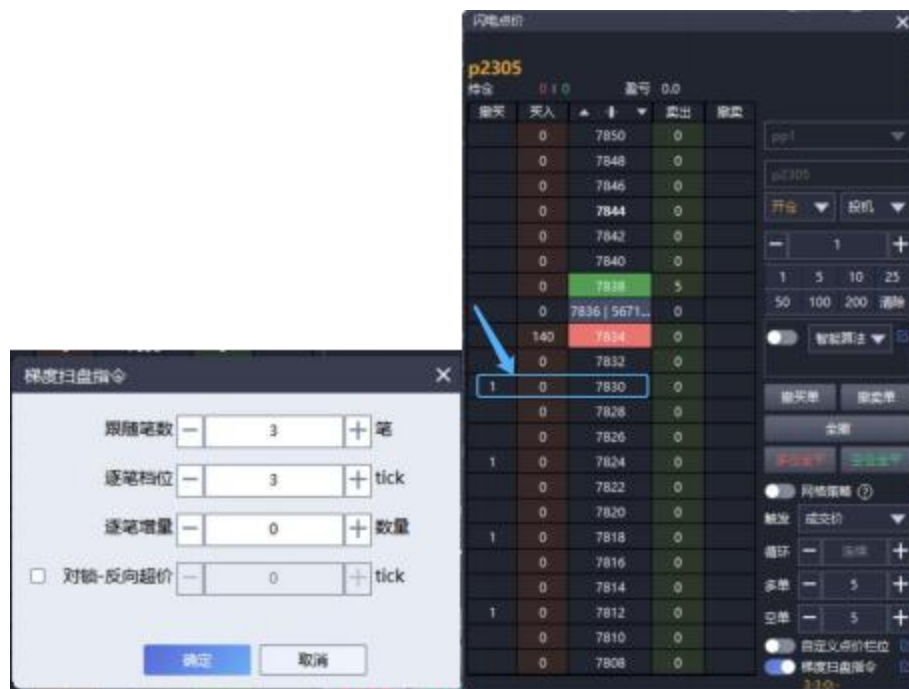 梯度扫盘指令
跟随笔数 3 笔
逐笔档位 3 tick
逐笔增量 0 数量
对锁-反向超价 0 tick
确定 取消
闪电点价
p2305
持仓 0 | 0 盈亏 0.0
撤买 买入 卖出 撤卖
0 7850 0
0 7848 0
0 7846 0
0 7844 0
0 7842 0
0 7840 0
0 7838 5
0 7836 | 5671... 0
140 7834 0
0 7832 0
1 0 7830 0
0 7828 0
0 7826 0
1 0 7824 0
0 7822 0
0 7820 0
1 0 7818 0
0 7816 0
0 7814 0
1 0 7812 0
0 7810 0
0 7808 0
pp1
p2305
开仓 投机
1
1 5 10 25
50 100 200 清除
智能算法
撤买单 撤卖单
全撤
网格策略
触发 成交价
循环
多单 5
空单 5
自定义点价栏位
梯度扫盘指令